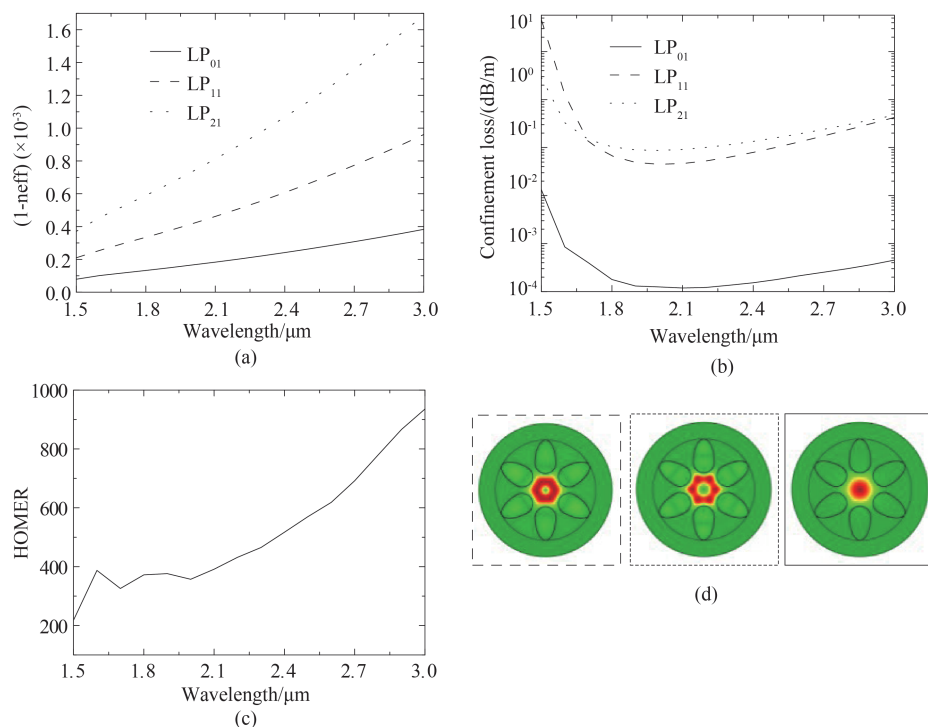 1.6
1.4
1.2
1.0
0.8
0.6
0.4
0.2
0.0
(1-neff) (×10⁻³)
LP₀₁
LP₁₁
LP₂₁
1.5 1.8 2.1 2.4 2.7 3.0
Wavelength/μm
(a)
10¹
10⁰
10⁻¹
10⁻²
10⁻³
10⁻⁴
Confinement loss/(dB/m)
LP₀₁
LP₁₁
LP₂₁
1.5 1.8 2.1 2.4 2.7 3.0
Wavelength/μm
(b)
1000
800
600
400
200
HOMER
1.5 1.8 2.1 2.4 2.7 3.0
Wavelength/μm
(c)
(d)